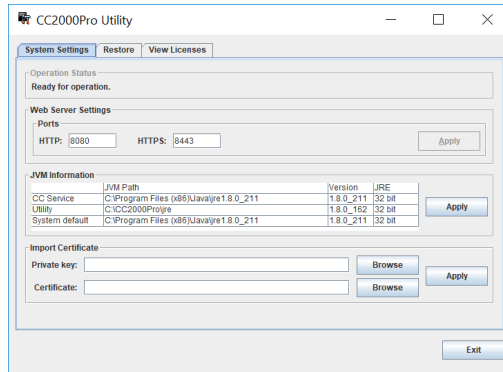 CC2000Pro Utility
System Settings Restore View Licenses
Operation Status
Ready for operation.
Web Server Settings
Ports
HTTP: 8080 HTTPS: 8443 Apply
JVM Information
JVM Path Version JRE
CC Service C:\Program Files (x86)\Java\jre1.8.0_211 1.8.0_211 32 bit
Utility C:\CC2000Pro\jre 1.8.0_162 32 bit
System default C:\Program Files (x86)\Java\jre1.8.0_211 1.8.0_211 32 bit
Apply
Import Certificate
Private key: Browse
Certificate: Browse
Apply
Exit